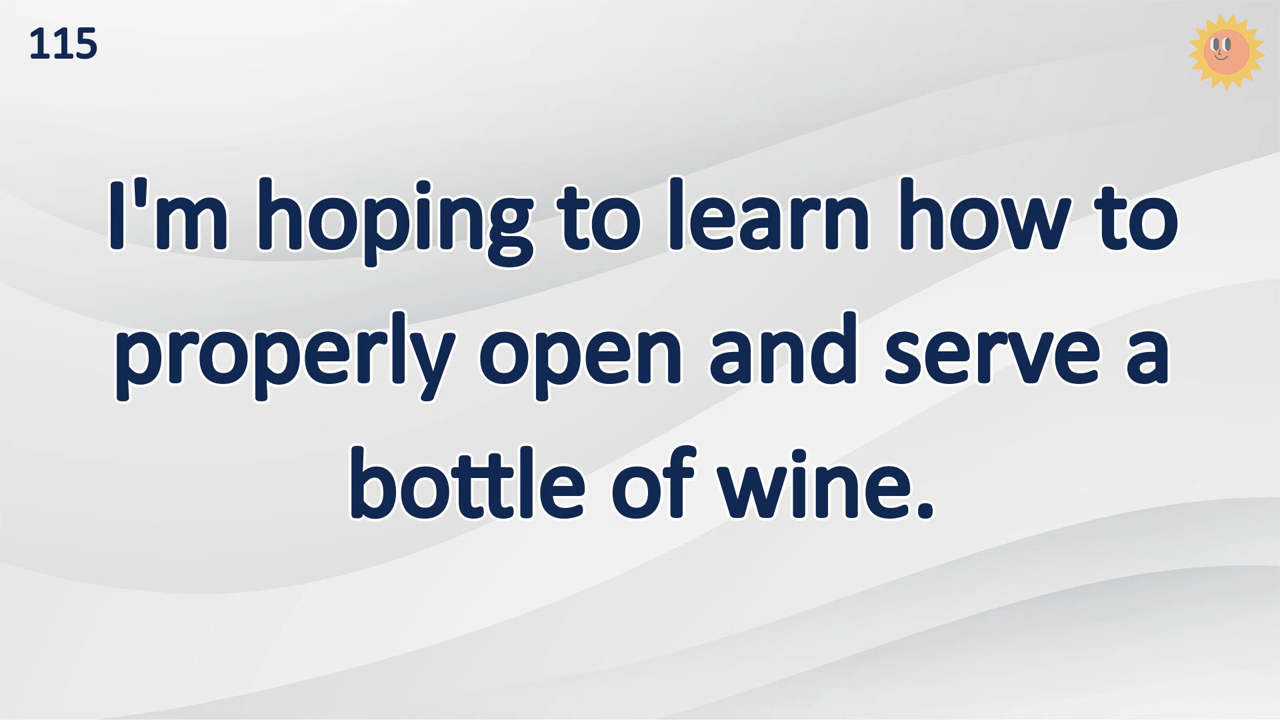 115
I'm hoping to learn how to
properly open and serve a
bottle of wine.